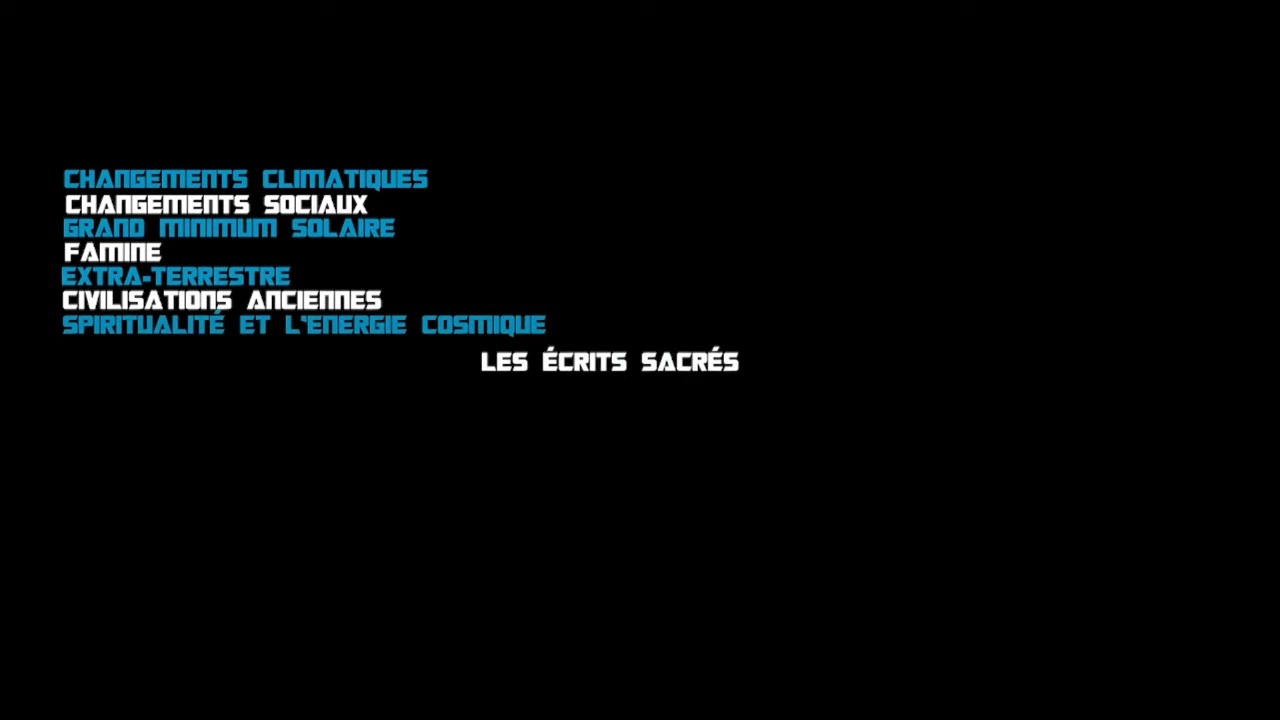 CHANGEMENTS CLIMATIQUES
CHANGEMENTS SOCIAUX
GRAND MINIMUM SOLAIRE
FAMINE
EXTRA-TERRESTRE
CIVILISATIONS ANCIENNES
SPIRITUALITÉ ET L'ENERGIE COSMIQUE
LES ÉCRITS SACRÉS